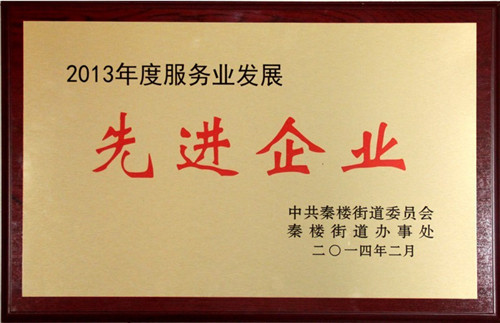 2013年度服务业发展
先进企业
中共秦楼街道委员会
秦楼街道办事处
二〇一四年二月